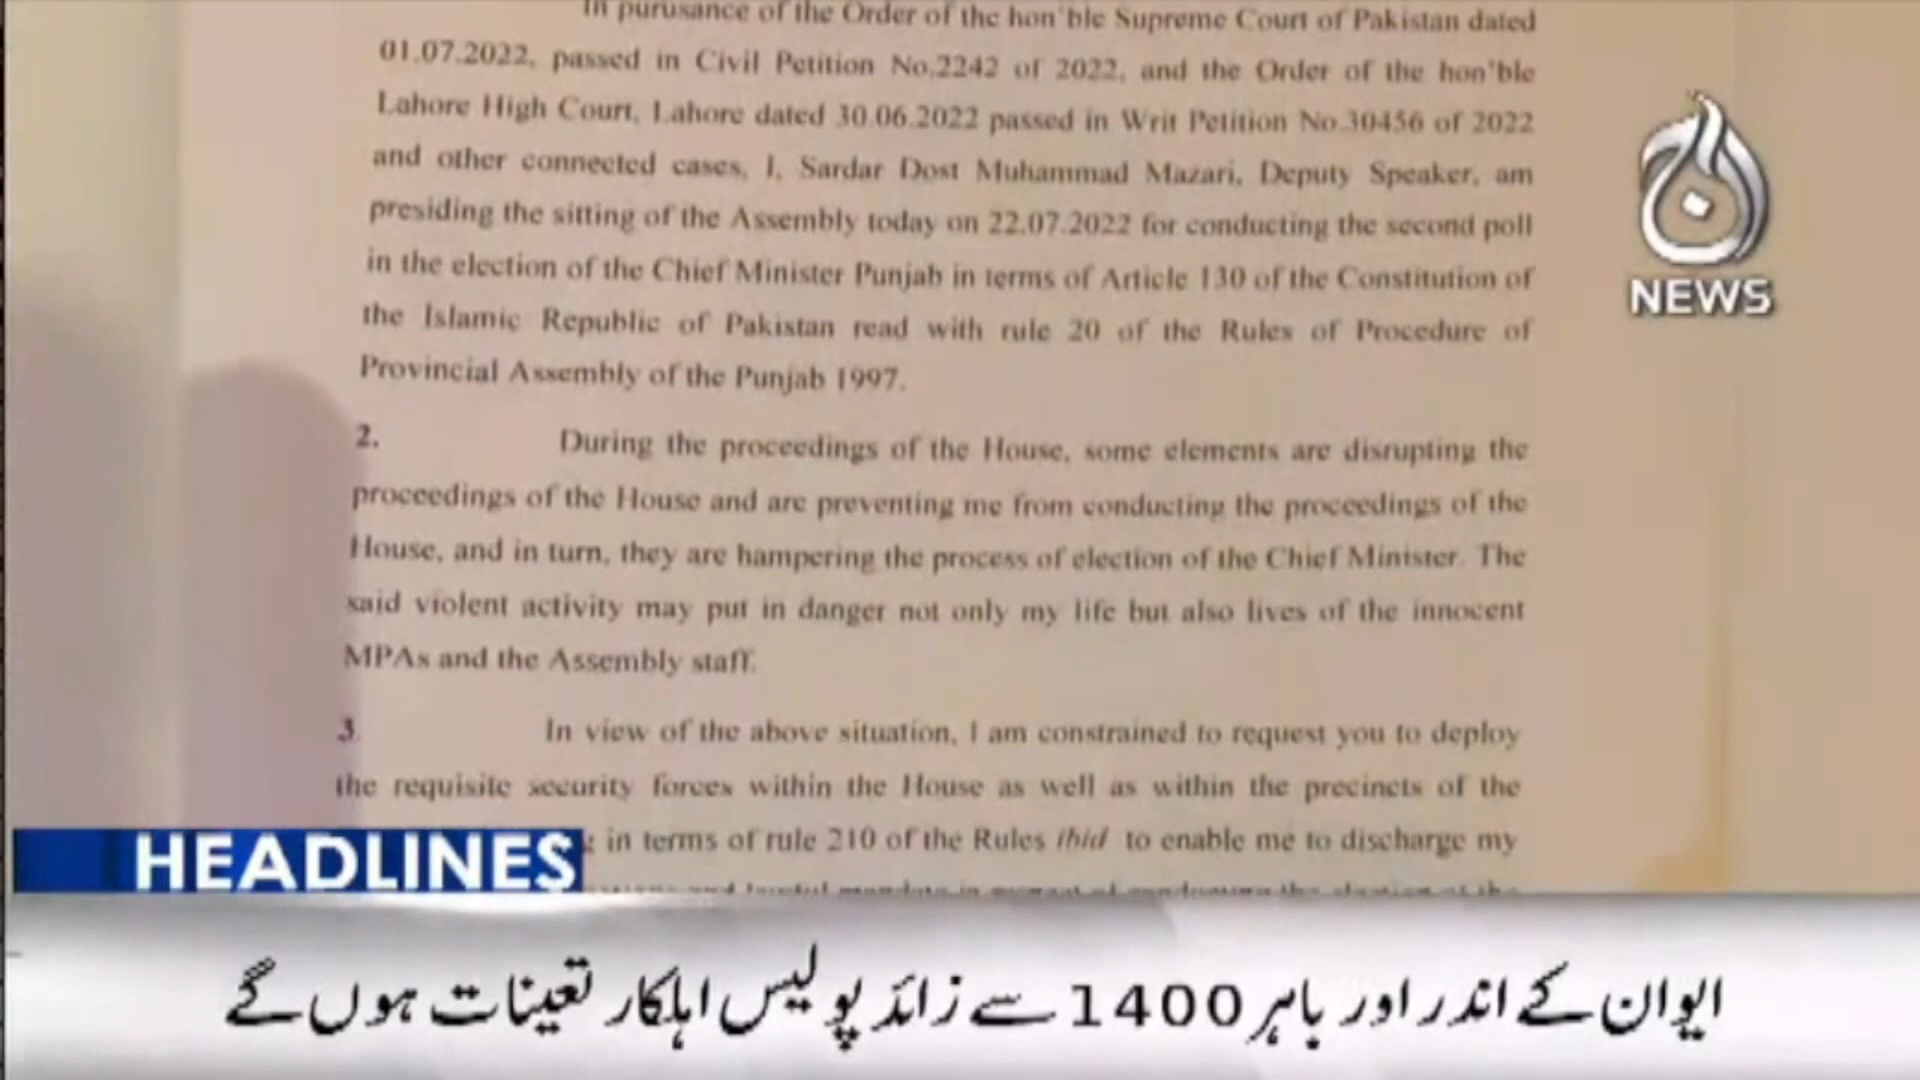 In purusance of the Order of the hon'ble Supreme Court of Pakistan dated
01.07.2022, passed in Civil Petition No.2242 of 2022, and the Order of the hon'ble
Lahore High Court, Lahore dated 30.06.2022 passed in Writ Petition No.30456 of 2022
and other connected cases, I, Sardar Dost Muhammad Mazari, Deputy Speaker, am
presiding the sitting of the Assembly today on 22.07.2022 for conducting the second poll
in the election of the Chief Minister Punjab in terms of Article 130 of the Constitution of
the Islamic Republic of Pakistan read with rule 20 of the Rules of Procedure of
Provincial Assembly of the Punjab 1997.
2. During the proceedings of the House, some elements are disrupting the
proceedings of the House and are preventing me from conducting the proceedings of the
House, and in turn, they are hampering the process of election of the Chief Minister. The
said violent activity may put in danger not only my life but also lives of the innocent
MPAs and the Assembly staff.
3. In view of the above situation, I am constrained to request you to deploy
the requisite security forces within the House as well as within the precincts of the
in terms of rule 210 of the Rules ibid to enable me to discharge my
آج
NEWS
HEADLINES
ایوان کے اندر اور باہر 1400 سے زائد پولیس اہلکار تعینات ہوں گے